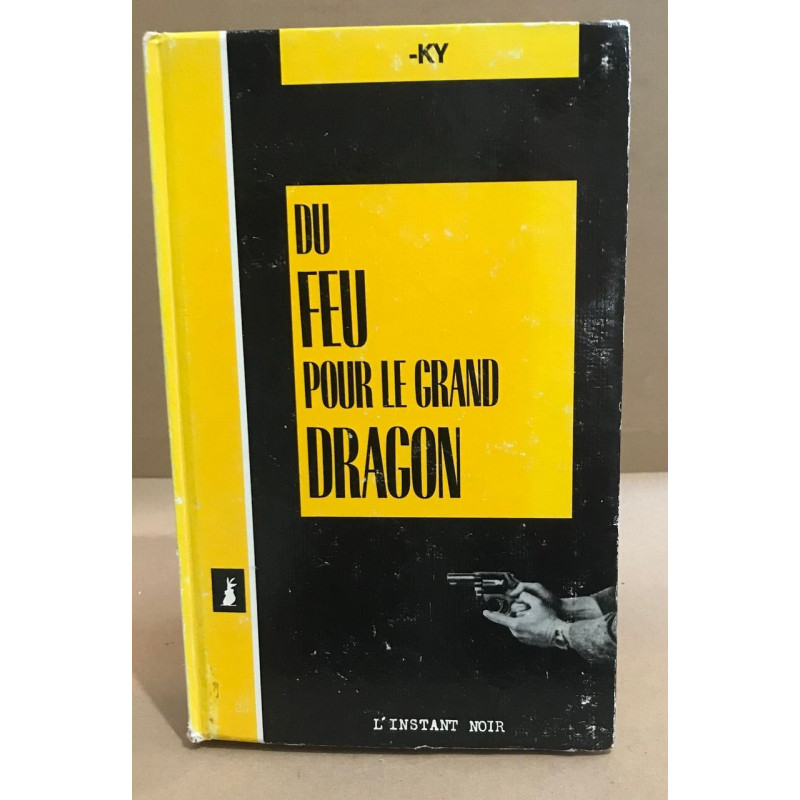 -KY
DU
FEU
POUR LE GRAND
DRAGON
L'INSTANT NOIR